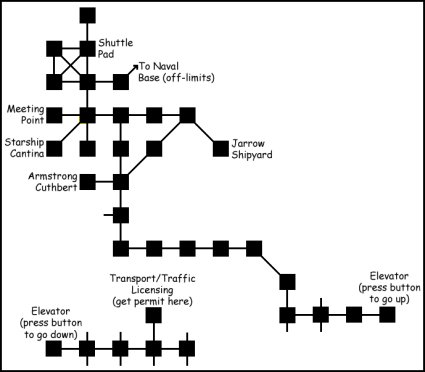 Shuttle
Pad
To Naval
Base (off-limits)
Meeting
Point
Starship
Cantina
Jarrow
Shipyard
Armstrong
Cuthbert
Transport/Traffic
Licensing
(get permit here)
Elevator
(press button
to go up)
Elevator
(press button
to go down)